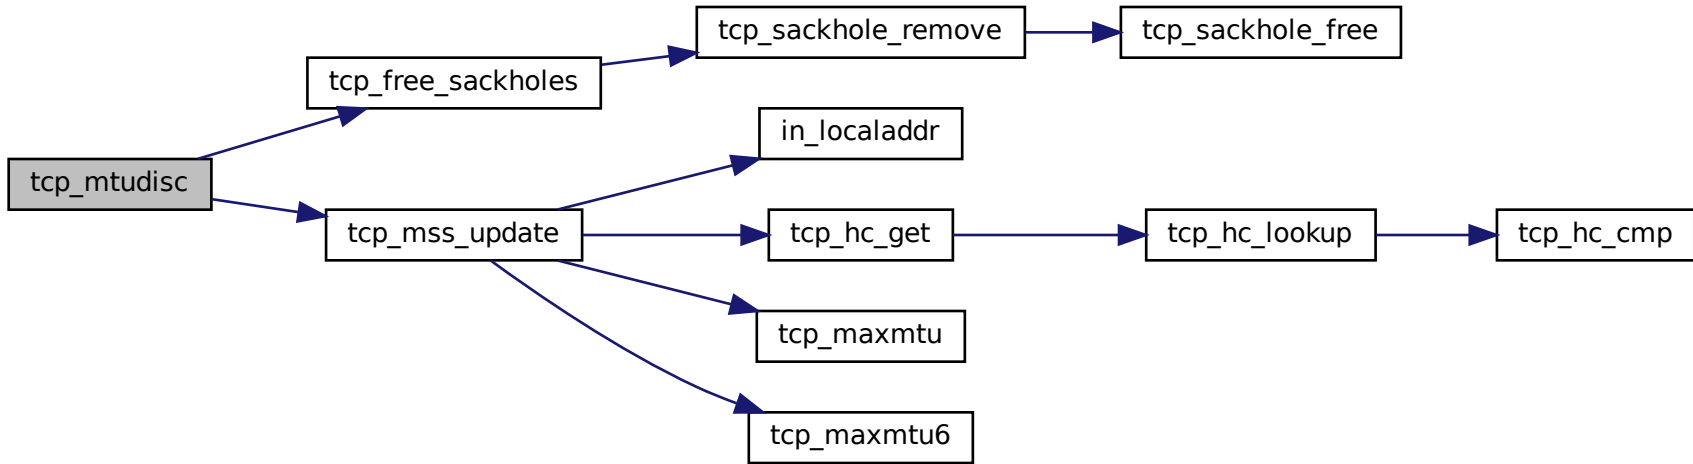 tcp_sackhole_remove
tcp_sackhole_free
tcp_free_sackholes
in_localaddr
tcp_mtudisc
tcp_mss_update
tcp_hc_get
tcp_hc_lookup
tcp_hc_cmp
tcp_maxmtu
tcp_maxmtu6